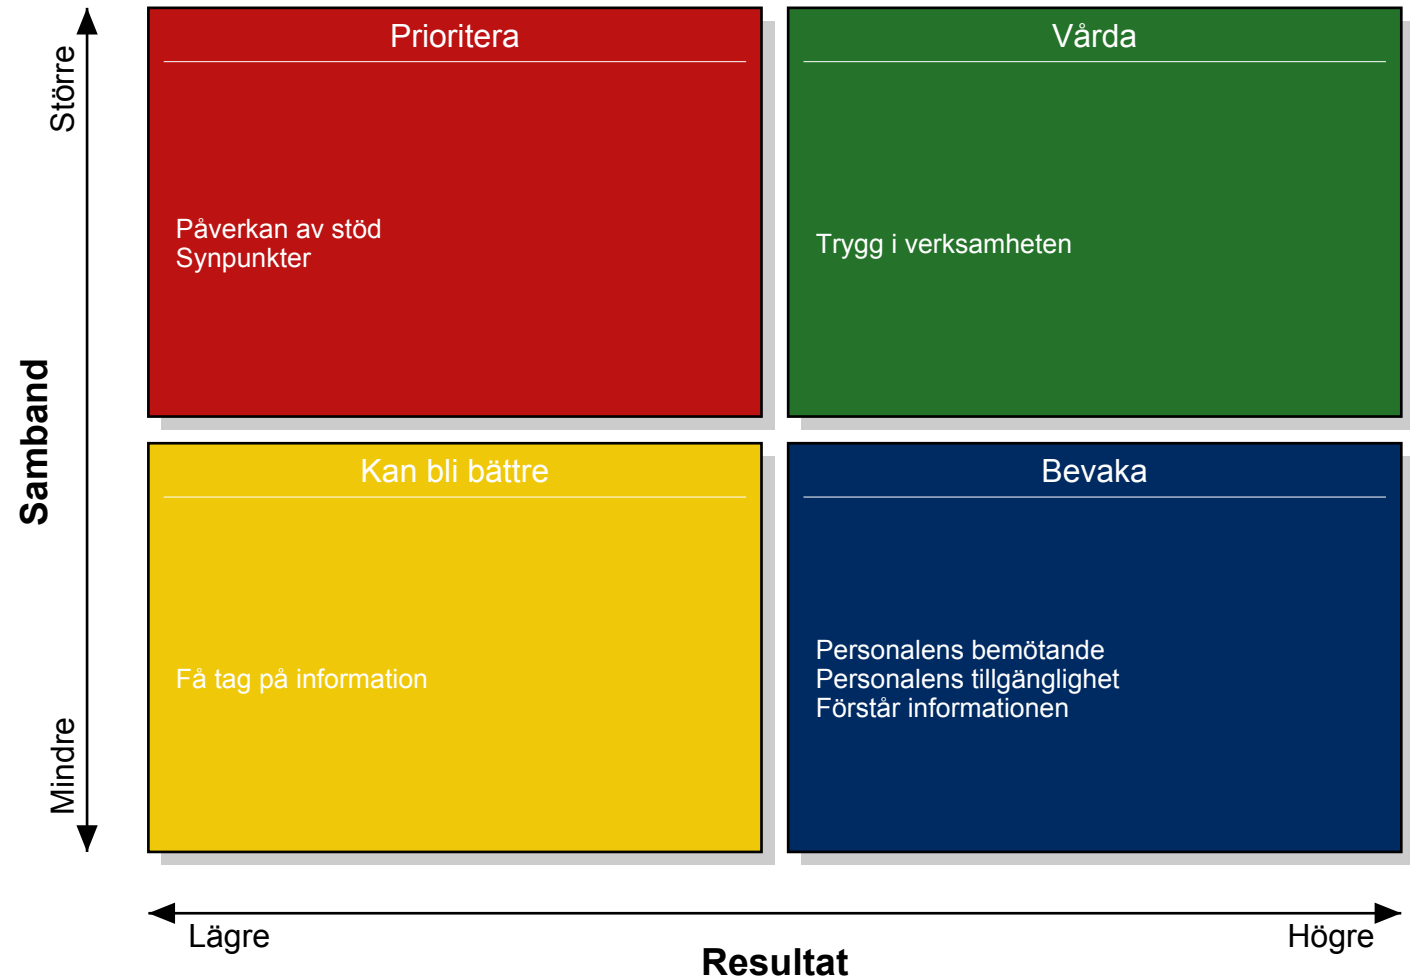 Större
Prioritera
Vårda
Påverkan av stöd
Synpunkter
Trygg i verksamheten
Samband
Kan bli bättre
Bevaka
Få tag på information
Personalens bemötande
Personalens tillgänglighet
Förstår informationen
Mindre
Lägre
Högre
Resultat